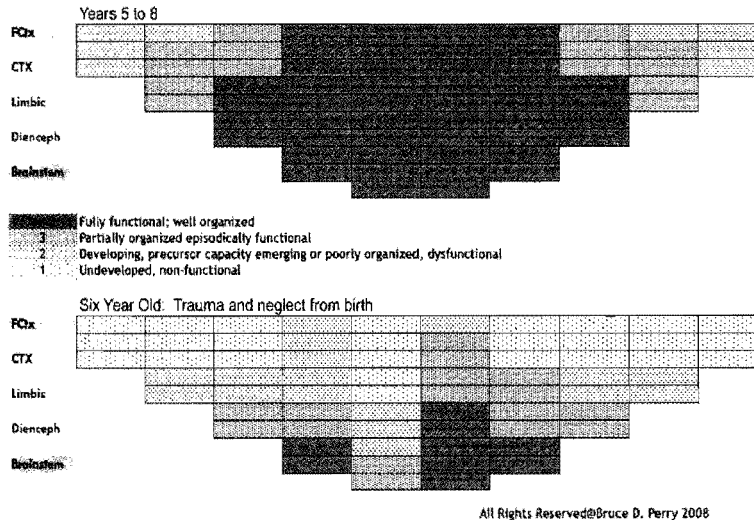 Years 5 to 8
FCtx
CTX
Limbic
Dienceph
Brainstem
Fully functional; well organized
3 Partially organized episodically functional
2 Developing, precursor capacity emerging or poorly organized, dysfunctional
1 Undeveloped, non-functional
Six Year Old: Trauma and neglect from birth
FCtx
CTX
Limbic
Dienceph
Brainstem
All Rights Reserved@Bruce D. Perry 2008